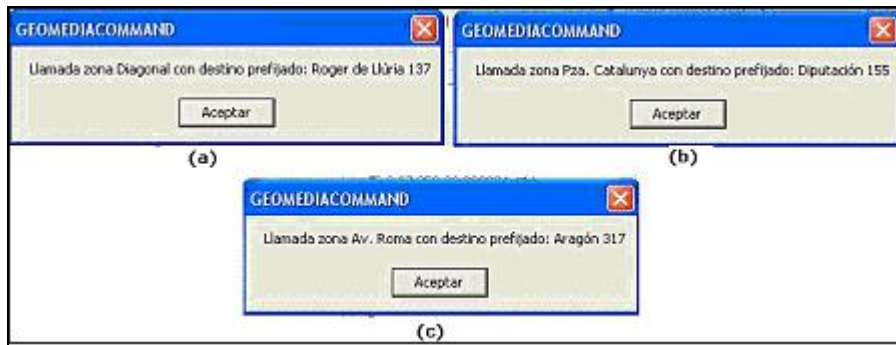 GEOMEDIACOMMAND
Llamada zona Diagonal con destino prefijado: Roger de Llúria 137
Aceptar
(a)
GEOMEDIACOMMAND
Llamada zona Pza. Catalunya con destino prefijado: Diputación 155
Aceptar
(b)
GEOMEDIACOMMAND
Llamada zona Av. Roma con destino prefijado: Aragón 317
Aceptar
(c)